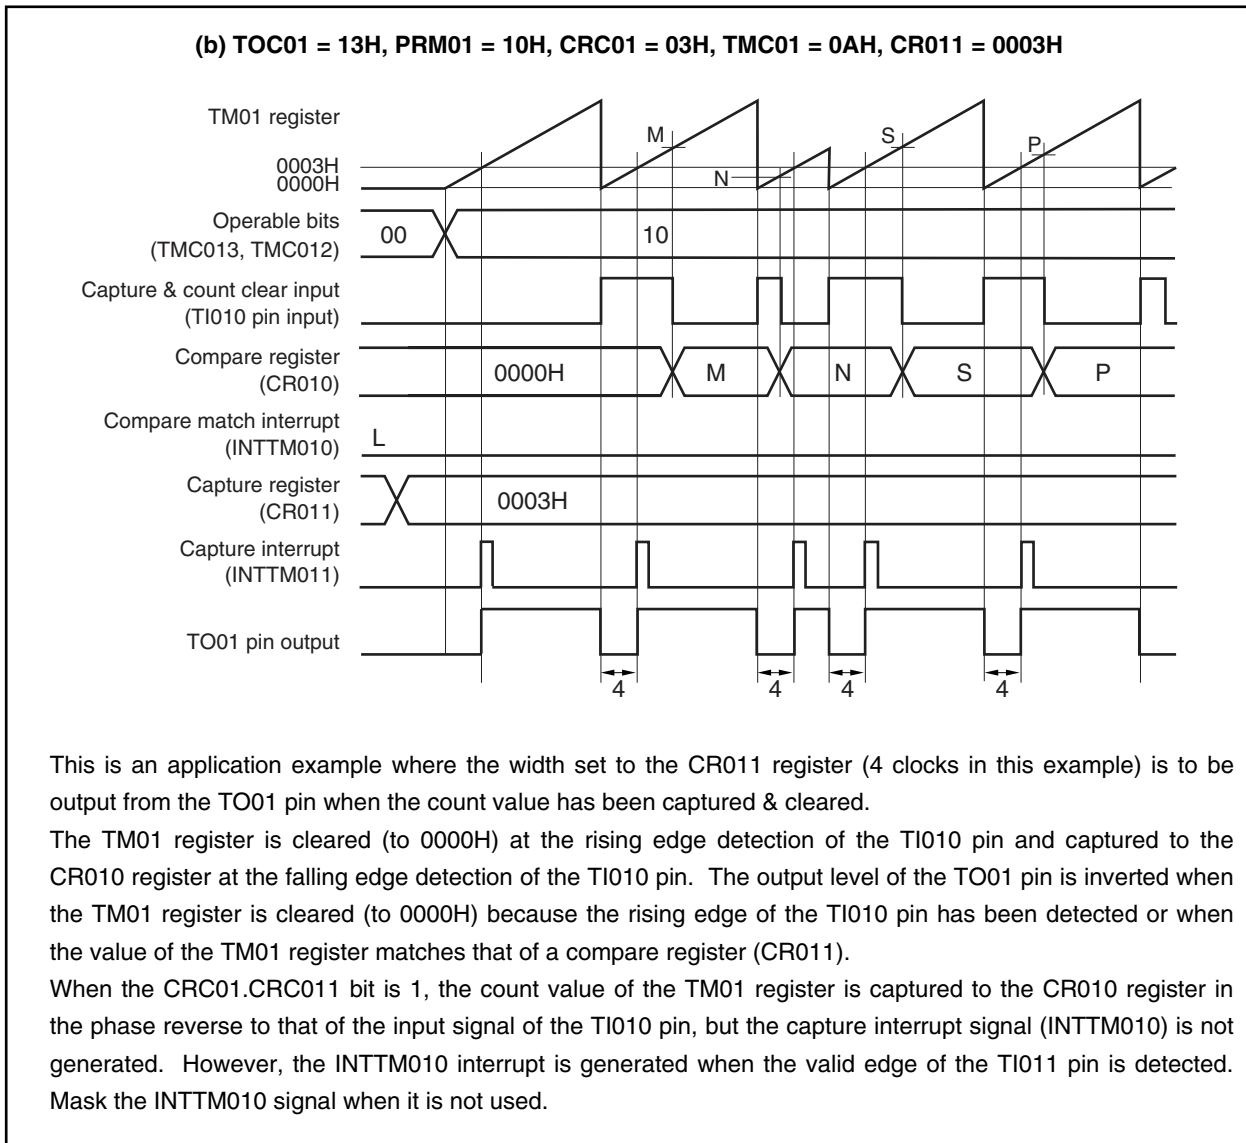 (b) TOC01 = 13H, PRM01 = 10H, CRC01 = 03H, TMC01 = 0AH, CR011 = 0003H
TM01 register
0003H
0000H
M
N
S
P
Operable bits
(TMC013, TMC012)
00
10
Capture & count clear input
(TI010 pin input)
Compare register
(CR010)
0000H
M
N
S
P
Compare match interrupt
(INTTM010)
L
Capture register
(CR011)
0003H
Capture interrupt
(INTTM011)
TO01 pin output
4
4
4
4
This is an application example where the width set to the CR011 register (4 clocks in this example) is to be
output from the TO01 pin when the count value has been captured & cleared.
The TM01 register is cleared (to 0000H) at the rising edge detection of the TI010 pin and captured to the
CR010 register at the falling edge detection of the TI010 pin. The output level of the TO01 pin is inverted when
the TM01 register is cleared (to 0000H) because the rising edge of the TI010 pin has been detected or when
the value of the TM01 register matches that of a compare register (CR011).
When the CRC01.CRC011 bit is 1, the count value of the TM01 register is captured to the CR010 register in
the phase reverse to that of the input signal of the TI010 pin, but the capture interrupt signal (INTTM010) is not
generated. However, the INTTM010 interrupt is generated when the valid edge of the TI011 pin is detected.
Mask the INTTM010 signal when it is not used.